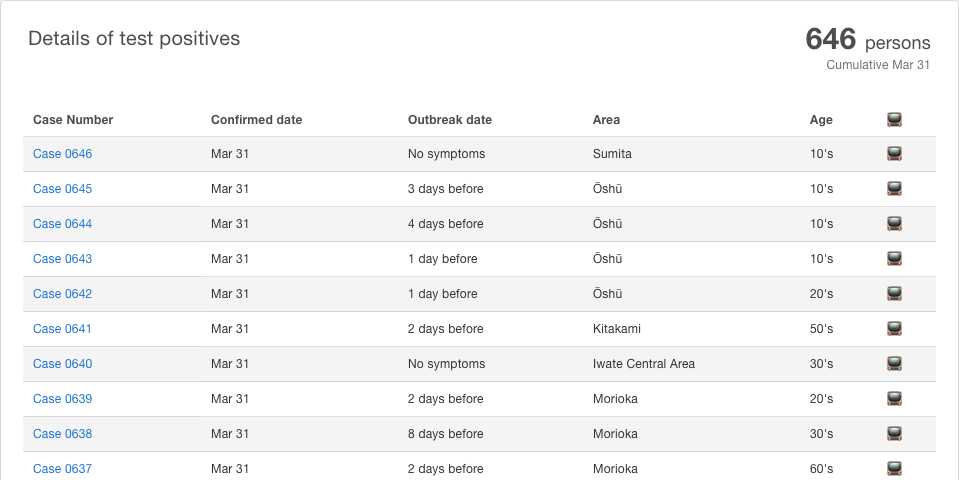 Details of test positives
646 persons
Cumulative Mar 31
Case Number Confirmed date Outbreak date Area Age
Case 0646 Mar 31 No symptoms Sumita 10's
Case 0645 Mar 31 3 days before Ōshū 10's
Case 0644 Mar 31 4 days before Ōshū 10's
Case 0643 Mar 31 1 day before Ōshū 10's
Case 0642 Mar 31 1 day before Ōshū 20's
Case 0641 Mar 31 2 days before Kitakami 50's
Case 0640 Mar 31 No symptoms Iwate Central Area 30's
Case 0639 Mar 31 2 days before Morioka 20's
Case 0638 Mar 31 8 days before Morioka 30's
Case 0637 Mar 31 2 days before Morioka 60's